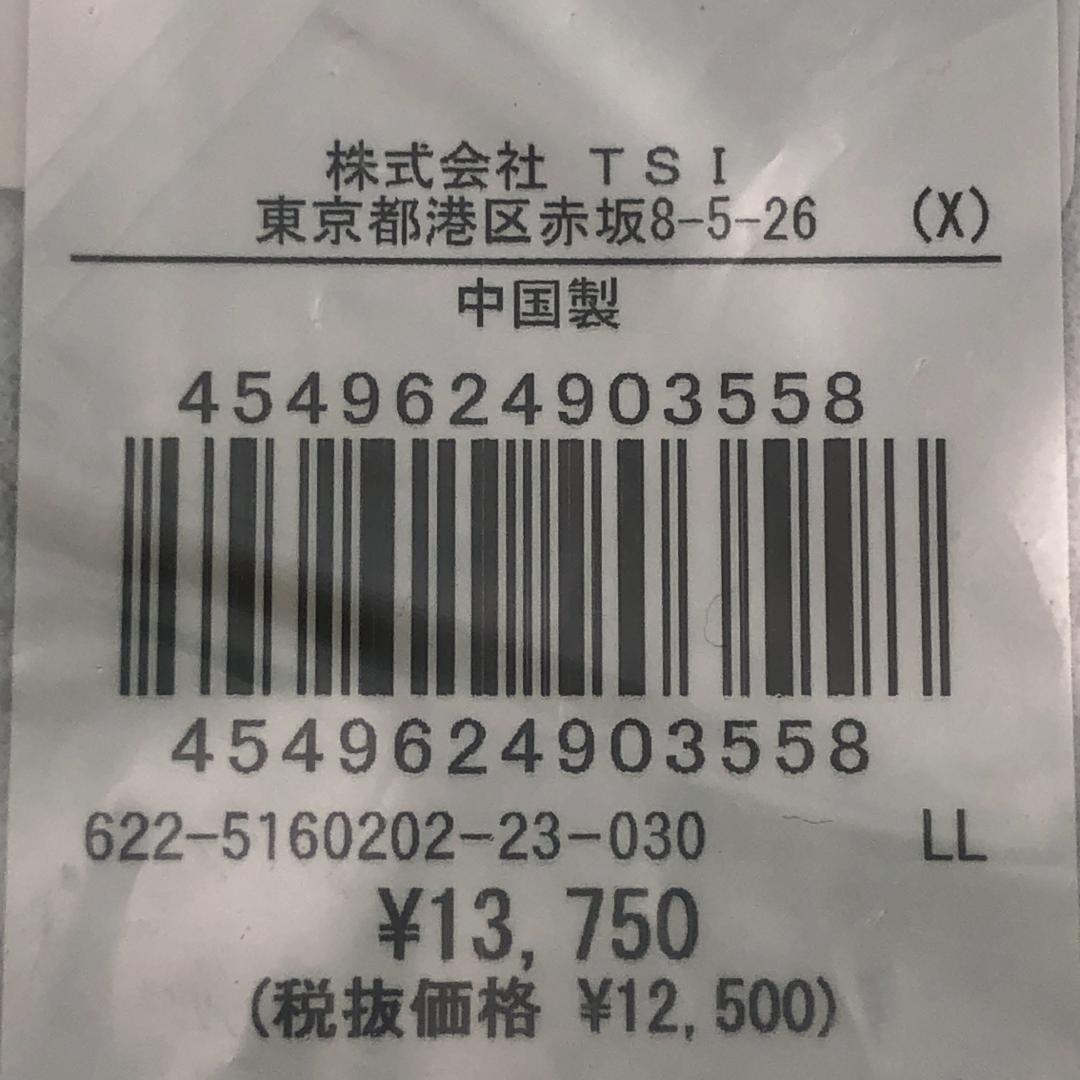 株式会社 TSI
東京都港区赤坂8-5-26 (X)
中国製
4549624903558
4549624903558
622-5160202-23-030 LL
¥13,750
(税抜価格 ¥12,500)